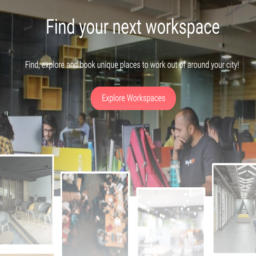 Find your next workspace
Find, explore and book unique places to work out of around your city!
Explore Workspaces